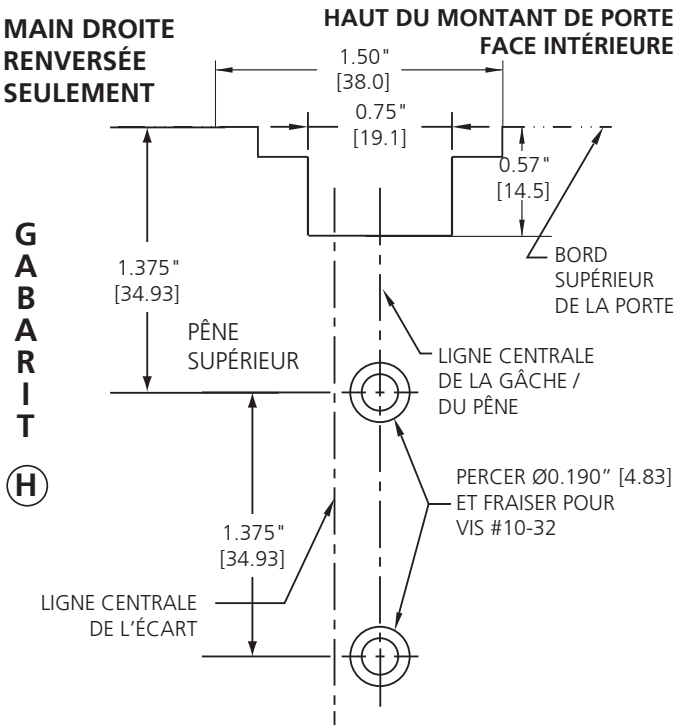 MAIN DROITE
RENVERSÉE
SEULEMENT
HAUT DU MONTANT DE PORTE
FACE INTÉRIEURE
1.50"
[38.0]
0.75"
[19.1]
0.57"
[14.5]
G
A
B
A
R
I
T
H
1.375"
[34.93]
BORD
SUPÉRIEUR
DE LA PORTE
PÊNE
SUPÉRIEUR
LIGNE CENTRALE
DE LA GÂCHE /
DU PÊNE
PERCER Ø0.190” [4.83]
ET FRAISER POUR
VIS #10-32
1.375"
[34.93]
LIGNE CENTRALE
DE L’ÉCART